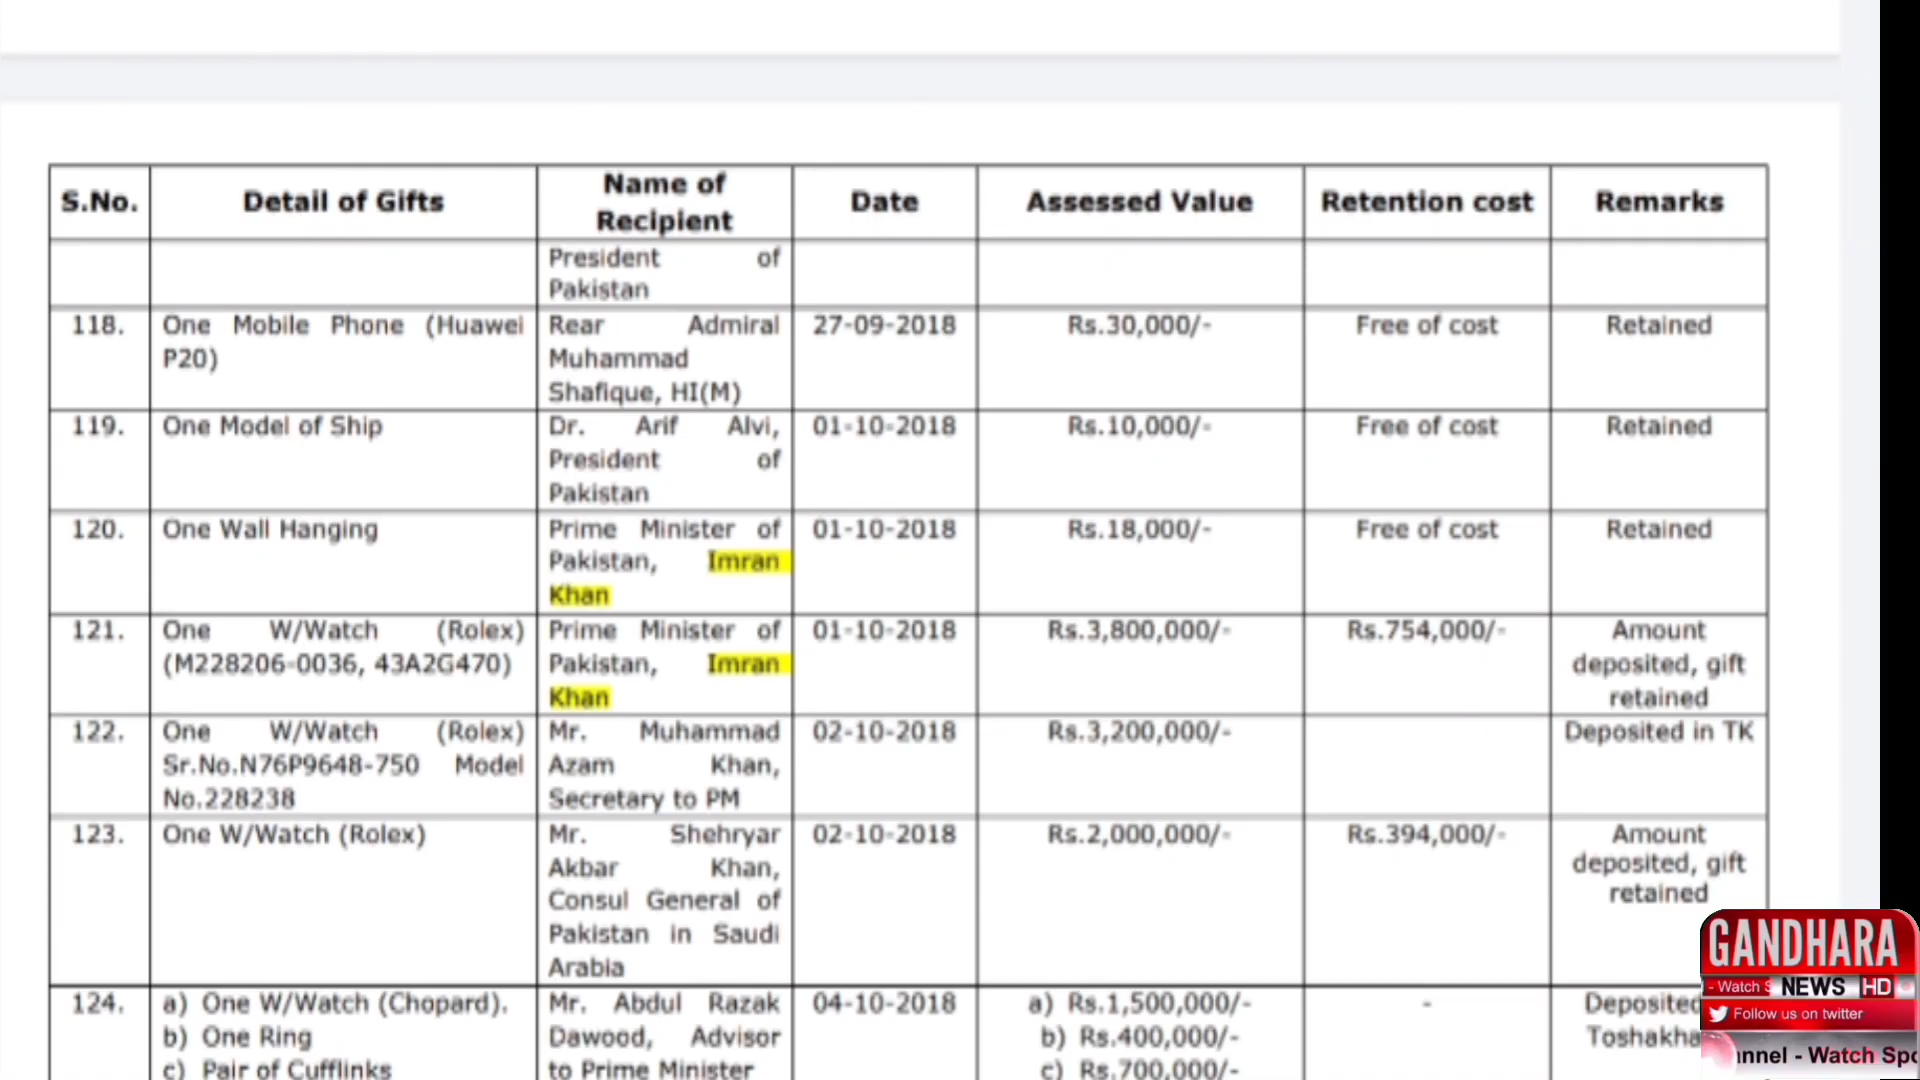 S.No. Detail of Gifts Name of Recipient Date Assessed Value Retention cost Remarks
President of
Pakistan
118. One Mobile Phone (Huawei Rear Admiral 27-09-2018 Rs.30,000/- Free of cost Retained
P20) Muhammad
Shafique, HI(M)
119. One Model of Ship Dr. Arif Alvi, 01-10-2018 Rs.10,000/- Free of cost Retained
President of
Pakistan
120. One Wall Hanging Prime Minister of 01-10-2018 Rs.18,000/- Free of cost Retained
Pakistan, Imran
Khan
121. One W/Watch (Rolex) Prime Minister of 01-10-2018 Rs.3,800,000/- Rs.754,000/- Amount
(M228206-0036, 43A2G470) Pakistan, Imran deposited, gift
Khan retained
122. One W/Watch (Rolex) Mr. Muhammad 02-10-2018 Rs.3,200,000/- Deposited in TK
Sr.No.N76P9648-750 Model Azam Khan,
No.228238 Secretary to PM
123. One W/Watch (Rolex) Mr. Shehryar 02-10-2018 Rs.2,000,000/- Rs.394,000/- Amount
Akbar Khan, deposited, gift
Consul General of retained
Pakistan in Saudi
Arabia
124. a) One W/Watch (Chopard). Mr. Abdul Razak 04-10-2018 a) Rs.1,500,000/- - Deposited
b) One Ring Dawood, Advisor b) Rs.400,000/- Toshakha
c) Pair of Cufflinks to Prime Minister c) Rs.700,000/-
GANDHARA
- Watch S NEWS HD
Follow us on twitter
nnel - Watch Spo